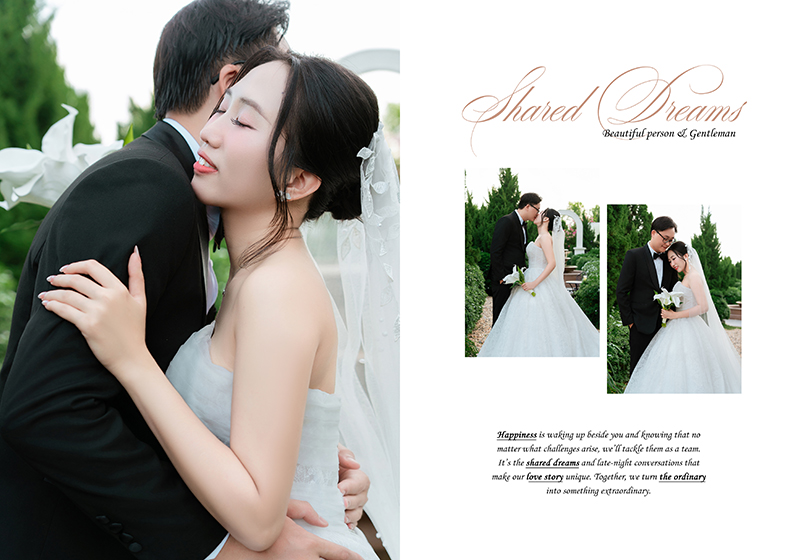 Shared Dreams
Beautiful person & Gentleman
Happiness is waking up beside you and knowing that no
matter what challenges arise, we'll tackle them as a team.
It's the shared dreams and late-night conversations that
make our love story unique. Together, we turn the ordinary
into something extraordinary.